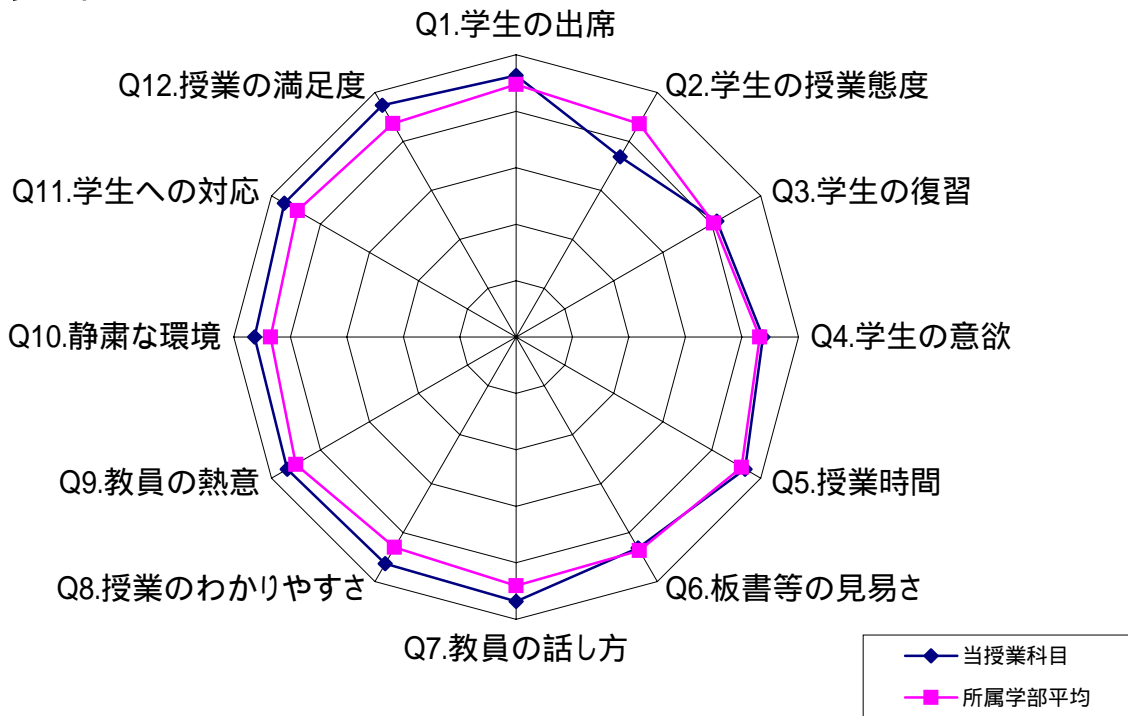 Q1.学生の出席
Q2.学生の授業態度
Q3.学生の復習
Q4.学生の意欲
Q5.授業時間
Q6.板書等の見易さ
Q7.教員の話し方
Q8.授業のわかりやすさ
Q9.教員の熱意
Q10.静粛な環境
Q11.学生への対応
Q12.授業の満足度
当授業科目
所属学部平均